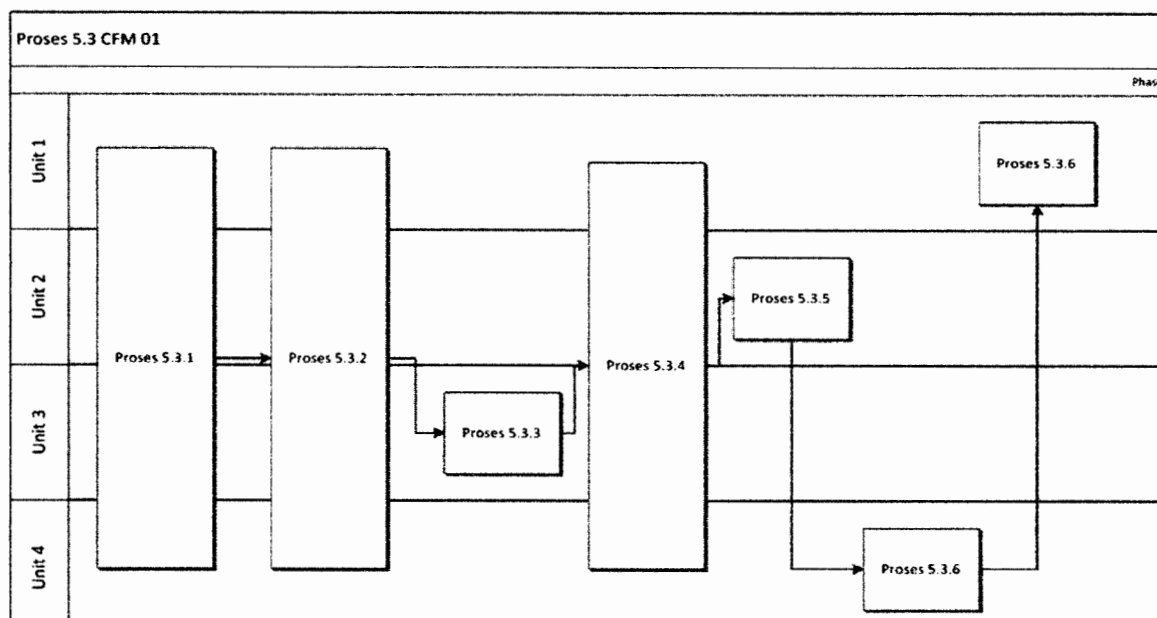 Proses 5.3 CFM 01
Phas
Unit 1
Proses 5.3.6
Unit 2
Proses 5.3.5
Proses 5.3.1
Proses 5.3.2
Proses 5.3.4
Unit 3
Proses 5.3.3
Unit 4
Proses 5.3.6